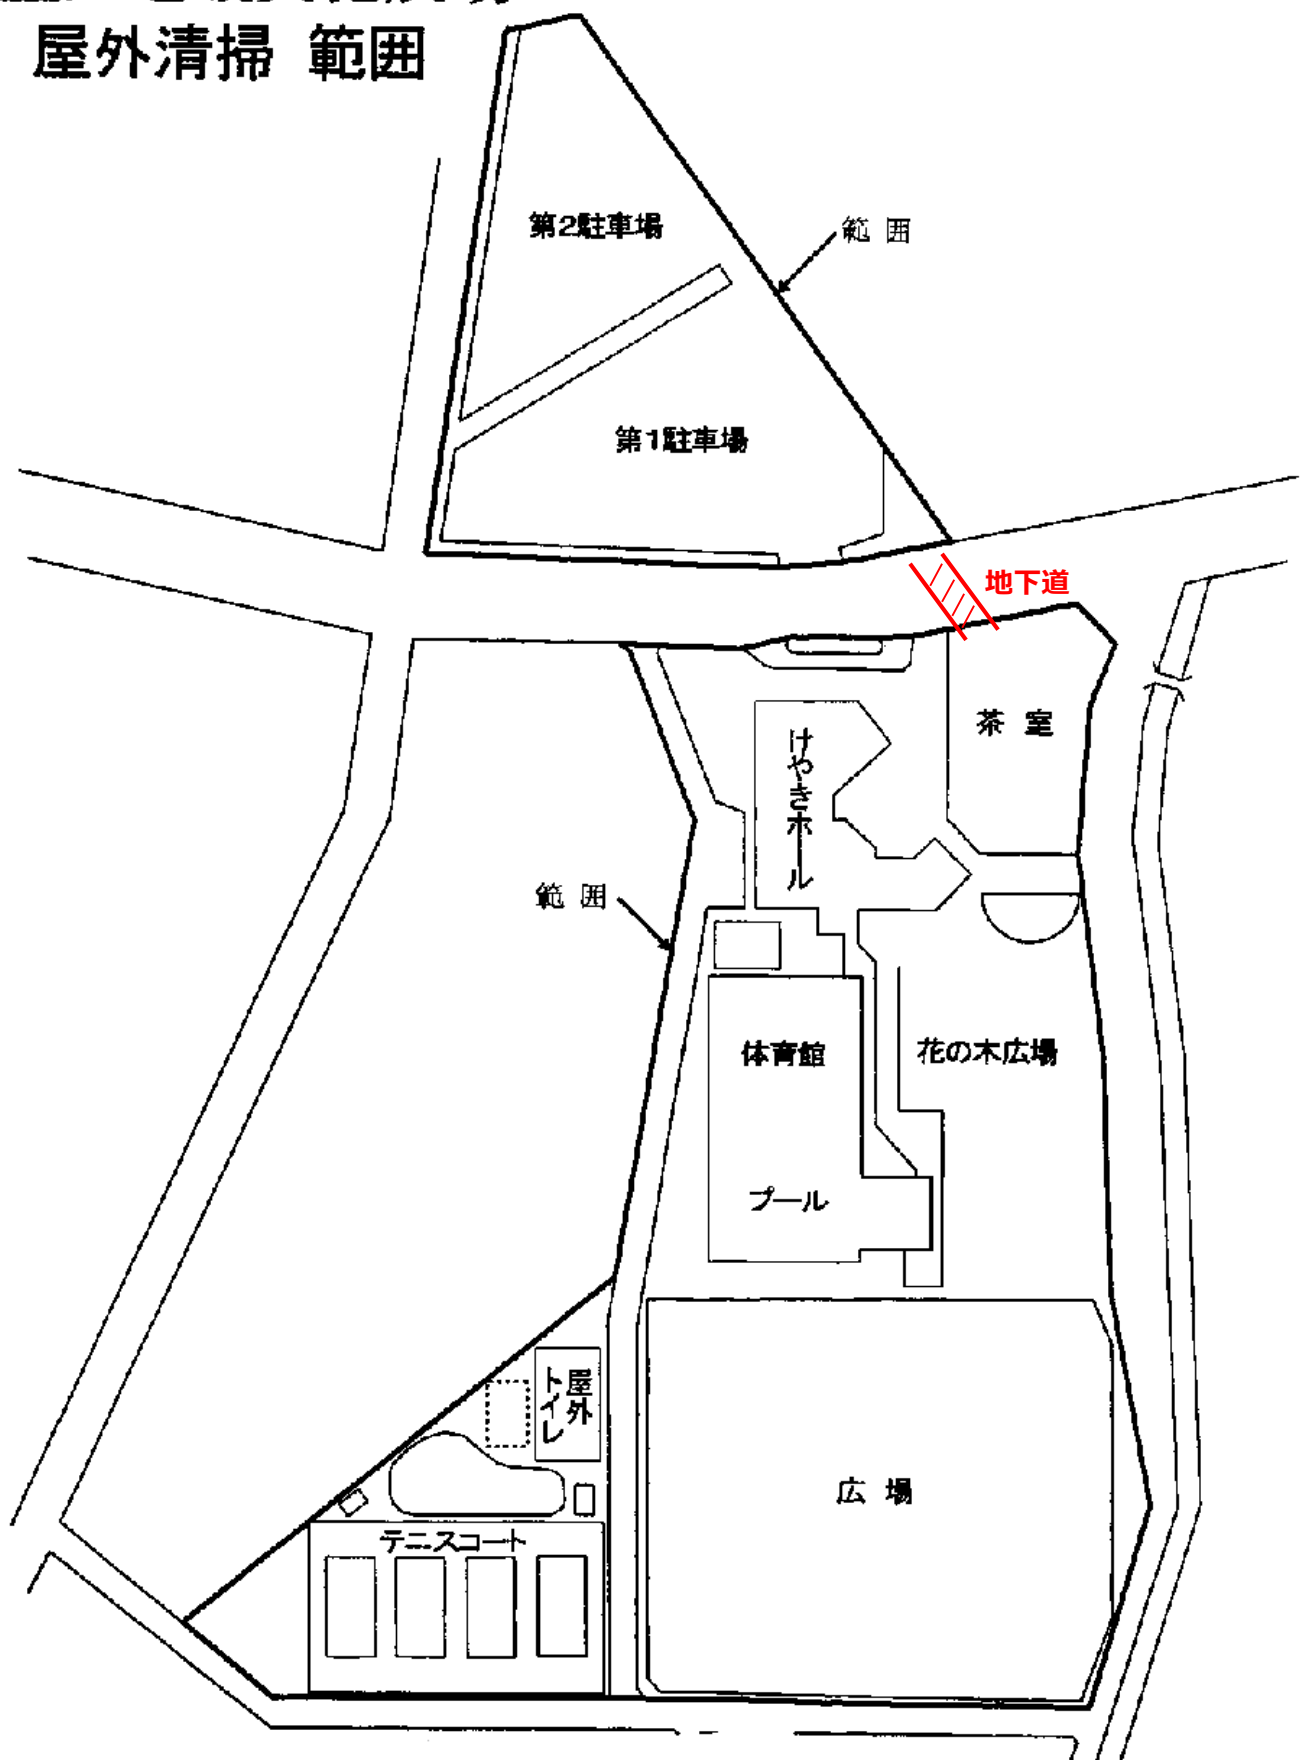 屋外清掃 範囲
第2駐車場
範囲
第1駐車場
地下道
茶室
けやきホール
範囲
体育館
花の木広場
プール
屋外
トイレ
広場
テニスコート